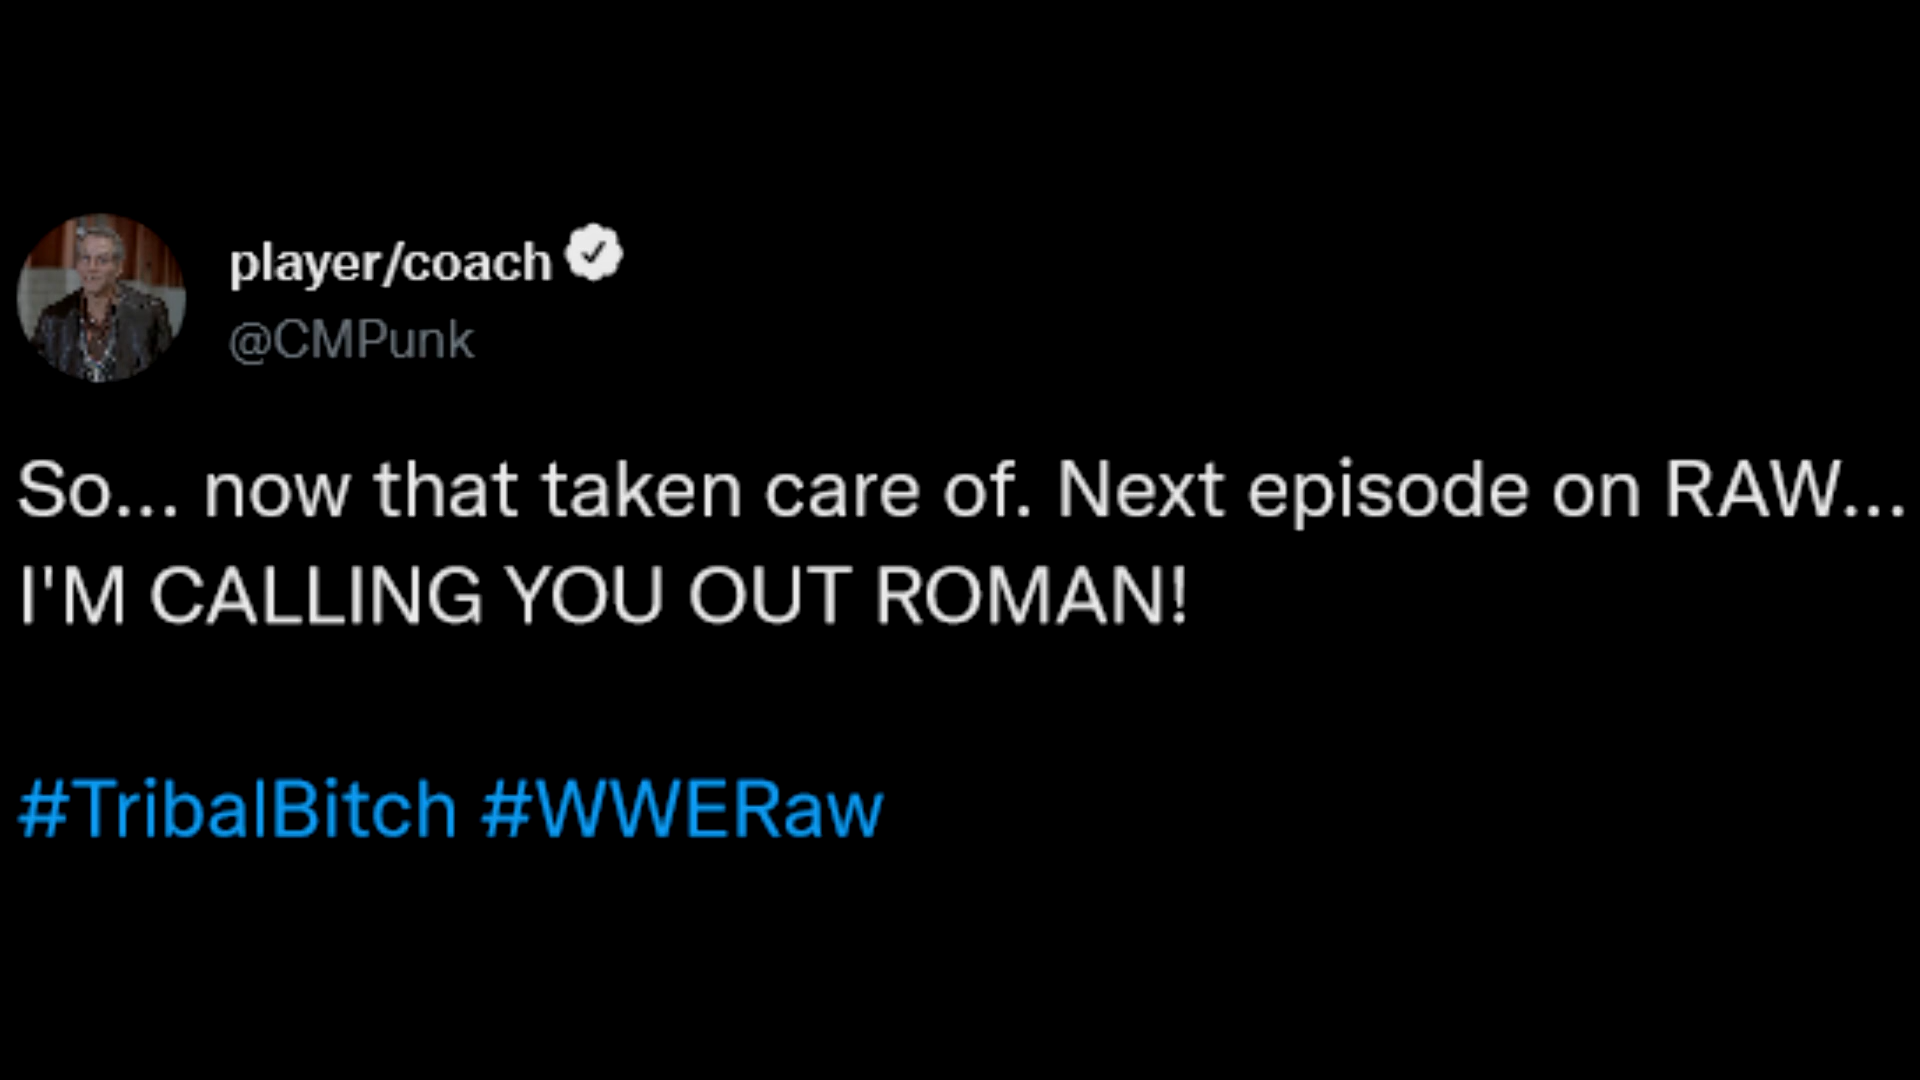 player/coach
@CMPunk
So... now that taken care of. Next episode on RAW...
I'M CALLING YOU OUT ROMAN!
#TribalBitch #WWERaw